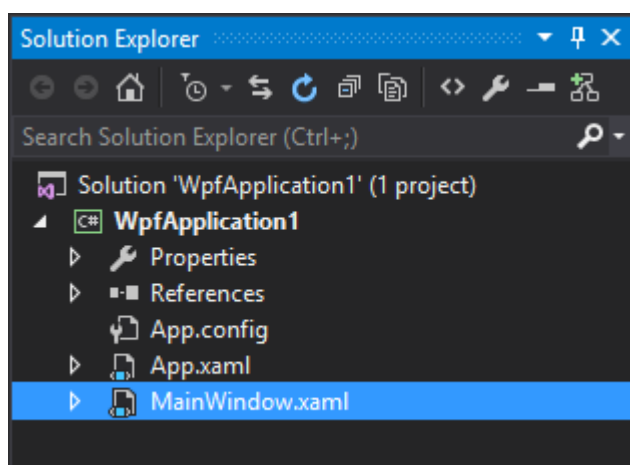 Solution Explorer
Search Solution Explorer (Ctrl+;)
Solution 'WpfApplication1' (1 project)
C# WpfApplication1
Properties
References
App.config
App.xaml
MainWindow.xaml